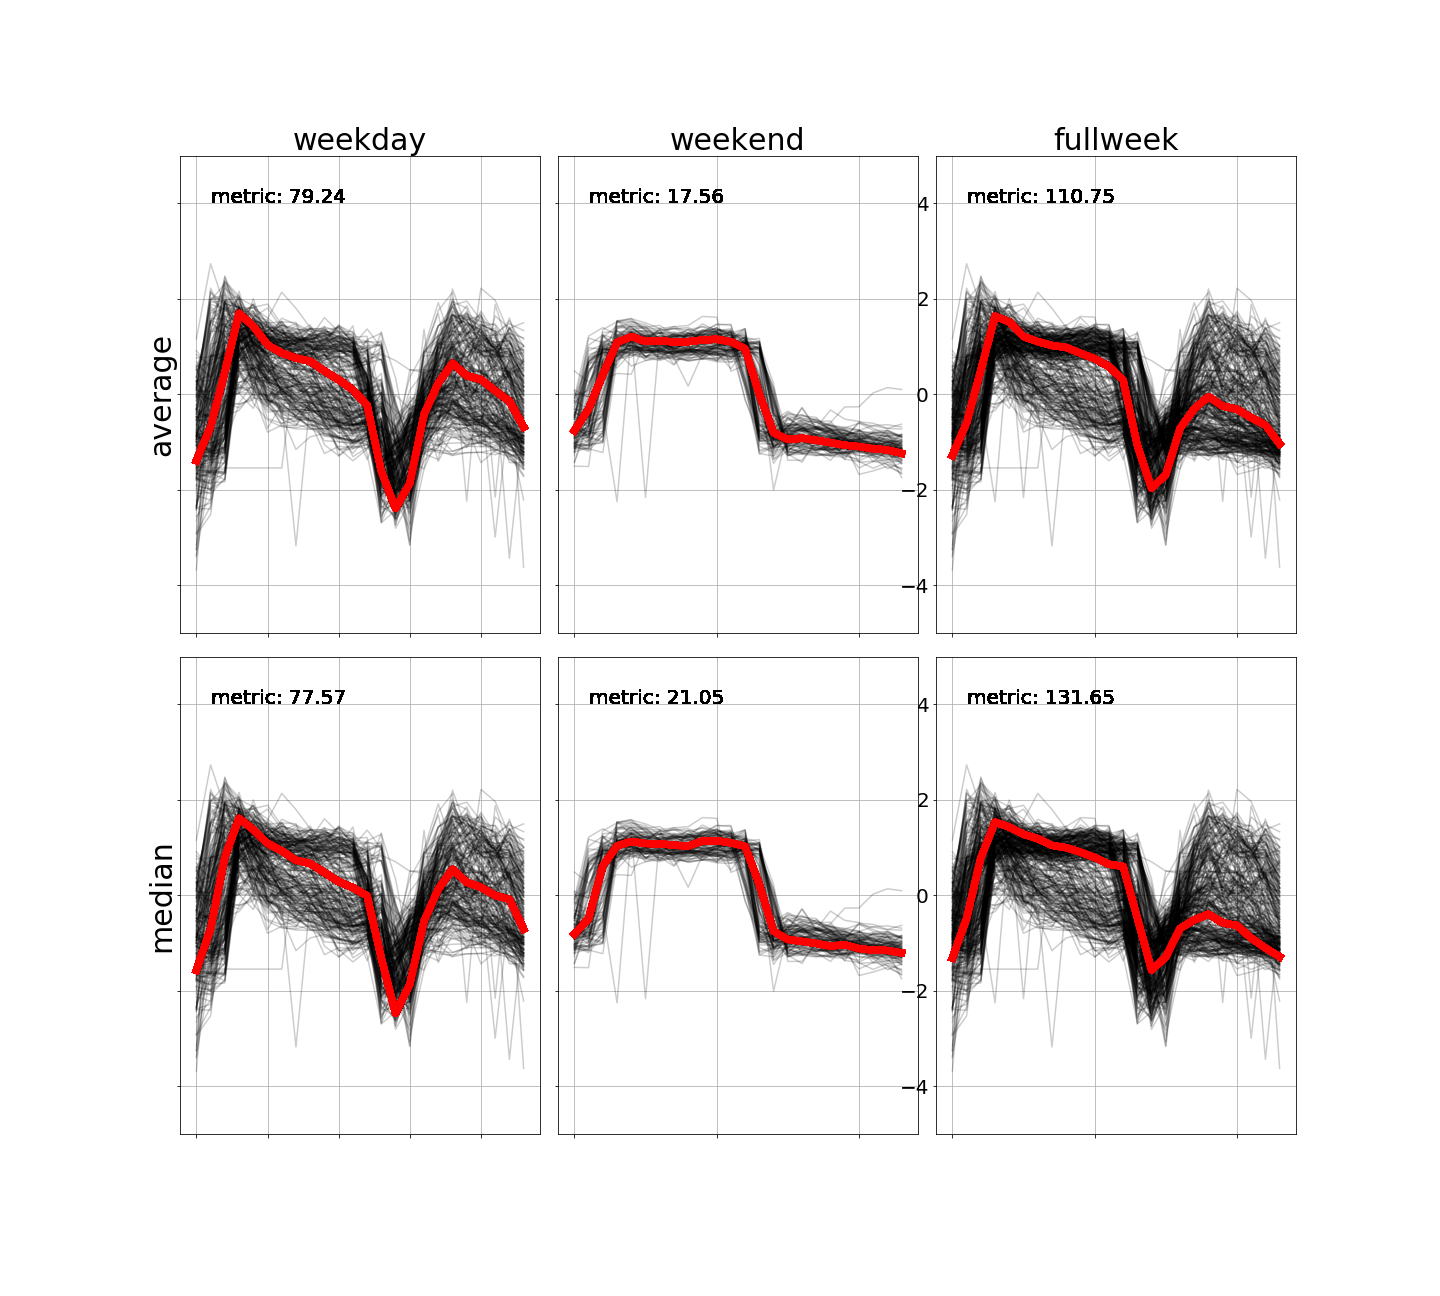 weekday
weekend
fullweek
average
metric: 79.24
metric: 17.56
metric: 110.75
4
2
0
−2
−4
median
metric: 77.57
metric: 21.05
metric: 131.65
4
2
0
−2
−4